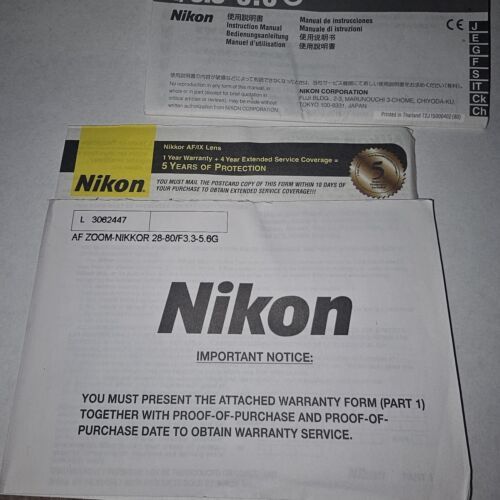 /3.3-5.6G
Nikon
使用説明書
Instruction Manual
Bedienungsanleitung
Manuel d'utilisation
Manual de instrucciones
Manuale di istruzioni
使用说明书
使用說明書
CE
J
E
G
F
S
IT
Ck
Ch
No reproduction in any form of this manual, in
whole or in part (except for brief quotation in
critical articles or reviews), may be made without
written authorization from NIKON CORPORATION.
NIKON CORPORATION
FUJI BLDG., 2-3, MARUNOUCHI 3-CHOME, CHIYODA-KU,
TOKYO 100-8331, JAPAN
Printed in Thailand
Nikkor AF/IX Lens
1 Year Warranty + 4 Year Extended Service Coverage =
5 YEARS OF PROTECTION
Nikon
YOU MUST MAIL THE POSTCARD COPY OF THIS FORM WITHIN 10 DAYS OF
YOUR PURCHASE TO OBTAIN EXTENDED SERVICE COVERAGE!
5
L 3062447
AF ZOOM-NIKKOR 28-80/F3.3-5.6G
Nikon
IMPORTANT NOTICE:
YOU MUST PRESENT THE ATTACHED WARRANTY FORM (PART 1)
TOGETHER WITH PROOF-OF-PURCHASE AND PROOF-OF-
PURCHASE DATE TO OBTAIN WARRANTY SERVICE.